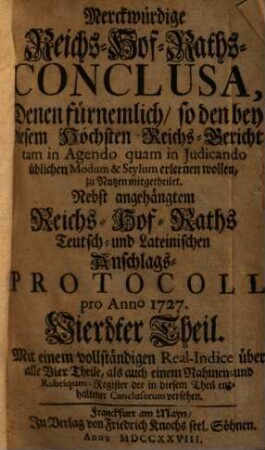 Merckwürdige
Reichs-Hof-Raths-
CONCLUSA,
Denen fürnemlich/ so den bey
diesem Höchsten Reichs-Gericht
tam in Agendo quam in Judicando
üblichen Modum & Stylum erlernen wollen,
zu Nutzen mitgetheilet.
Nebst angehängtem
Reichs-Hof-Raths
Teutsch- und Lateinischen
Anschlags-
PROTOCOLL
pro Anno 1727.
Vierdter Theil.
Mit einem vollständigen Real-Indice über
alle Vier Theile, als auch einem Nahmen- und
Rubriquen-Register der in diesem Theil ent-
haltener Conclusorum versehen.
Franckfurt am Mayn/
In Verlag von Friedrich Knochs seel. Söhnen.
Anno MDCCXXVIII.